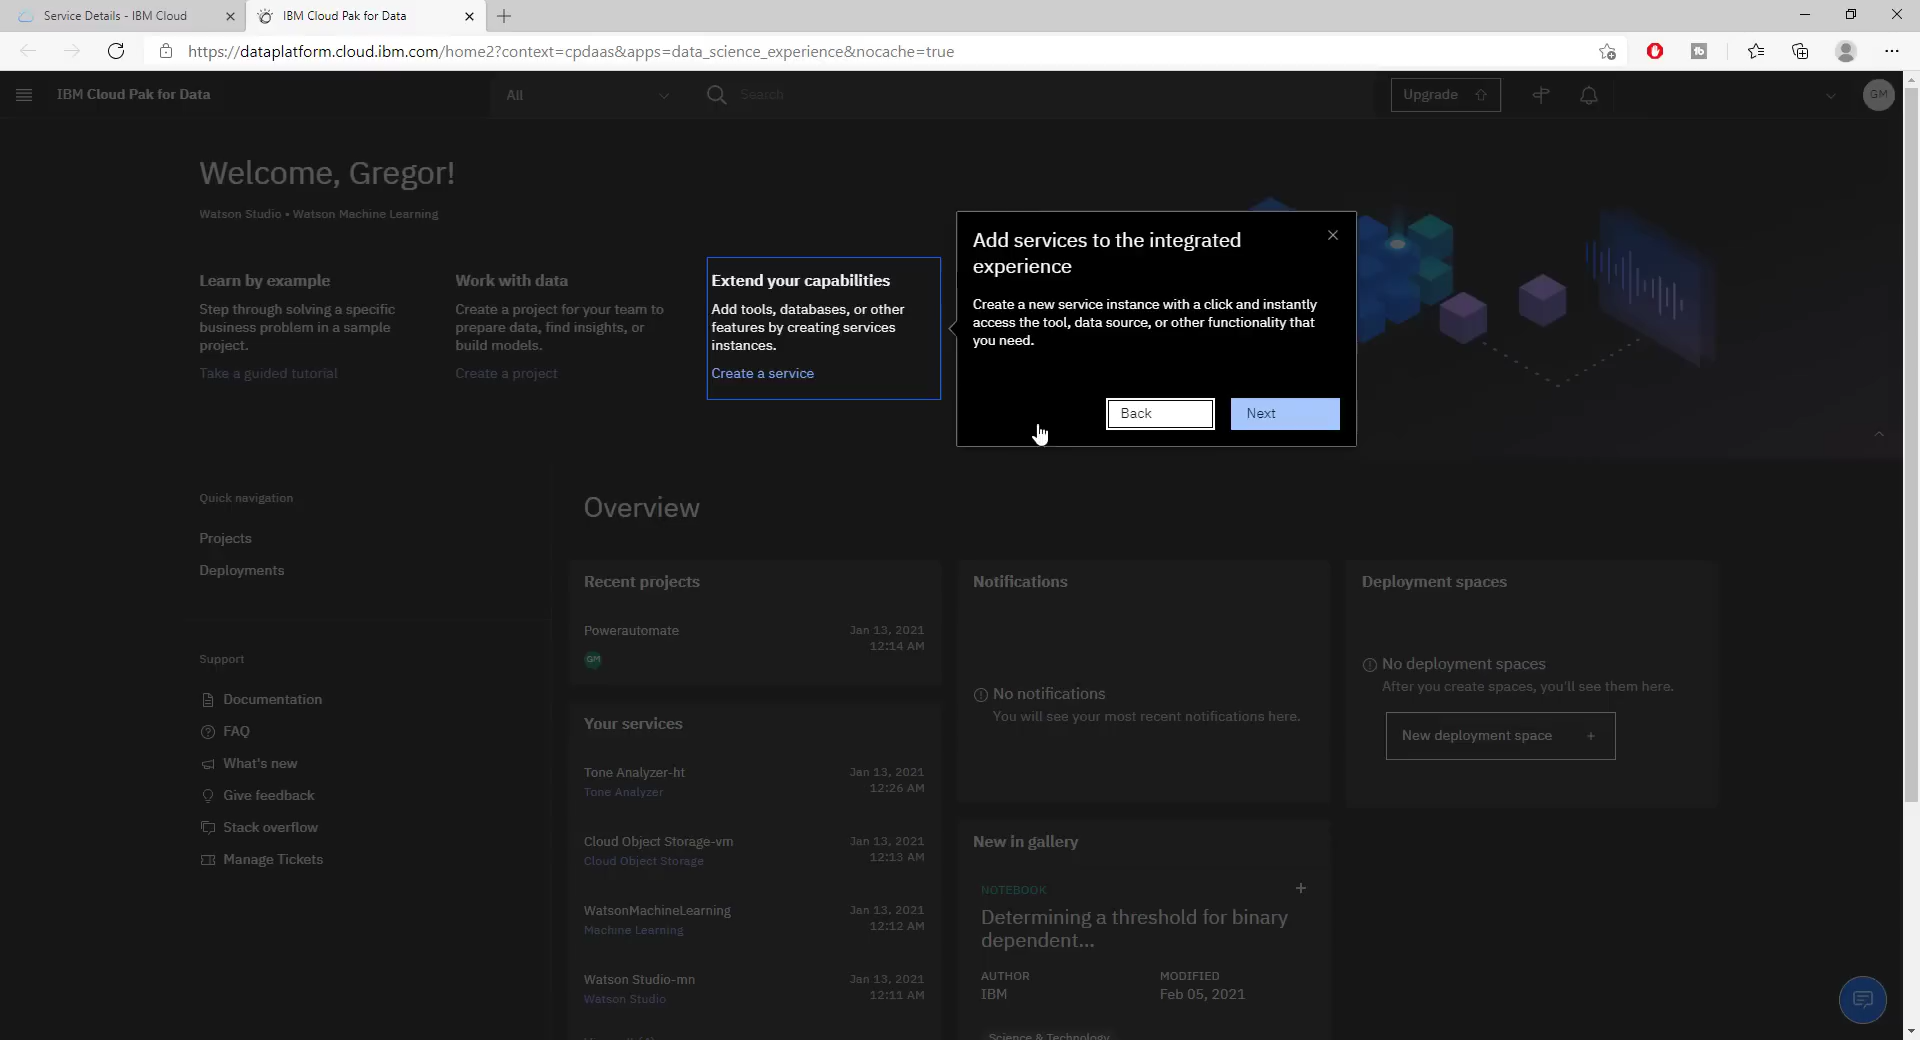 Service Details - IBM Cloud
IBM Cloud Pak for Data
https://dataplatform.cloud.ibm.com/home2?context=cpdaas&apps=data_science_experience&nocache=true
IBM Cloud Pak for Data
All
Search
Upgrade
GM
Welcome, Gregor!
Watson Studio • Watson Machine Learning
Learn by example
Step through solving a specific
business problem in a sample
project.
Take a guided tutorial
Work with data
Create a project for your team to
prepare data, find insights, or
build models.
Create a project
Extend your capabilities
Add tools, databases, or other
features by creating services
instances.
Create a service
Add services to the integrated
experience
Create a new service instance with a click and instantly
access the tool, data source, or other functionality that
you need.
Back
Next
Quick navigation
Projects
Deployments
Support
Documentation
FAQ
What's new
Give feedback
Stack overflow
Manage Tickets
Overview
Recent projects
Powerautomate
Jan 13, 2021
12:14 AM
GM
Your services
Tone Analyzer-ht
Jan 13, 2021
Tone Analyzer
12:26 AM
Cloud Object Storage-vm
Jan 13, 2021
Cloud Object Storage
12:13 AM
WatsonMachineLearning
Jan 13, 2021
Machine Learning
12:12 AM
Watson Studio-mn
Jan 13, 2021
Watson Studio
12:11 AM
Notifications
No notifications
You will see your most recent notifications here.
New in gallery
NOTEBOOK
Determining a threshold for binary
dependent...
AUTHOR
MODIFIED
IBM
Feb 05, 2021
Science & Technology
Deployment spaces
No deployment spaces
After you create spaces, you'll see them here.
New deployment space +